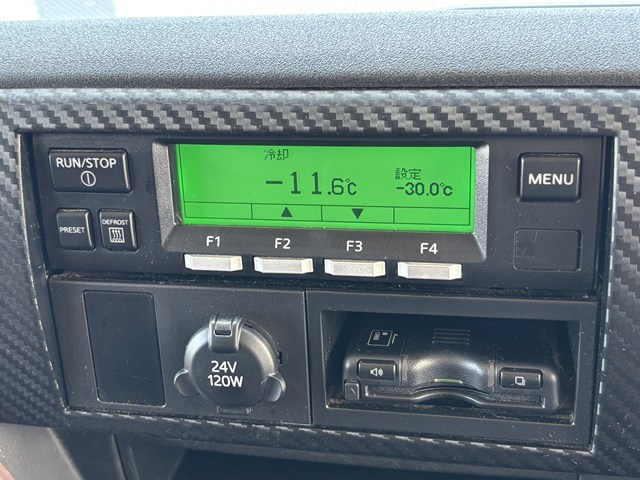 RUN/STOP
冷却
-11.6℃
設定
-30.0℃
▲ ▼
MENU
PRESET
DEFROST
F1 F2 F3 F4
24V
120W